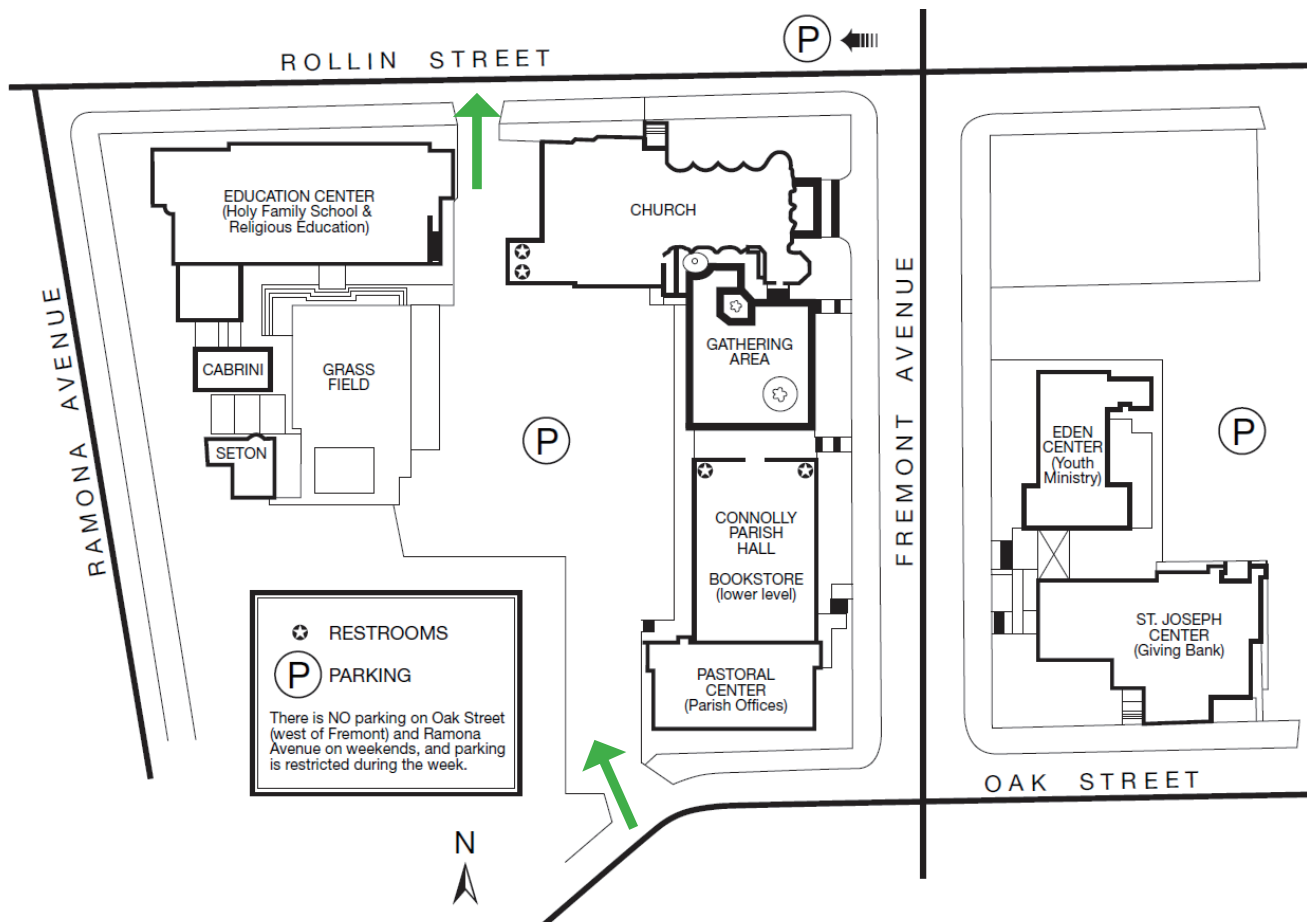 ROLLIN STREET
P
EDUCATION CENTER
(Holy Family School &
Religious Education)
CHURCH
RAMONA AVENUE
FREMONT AVENUE
CABRINI
GRASS
FIELD
GATHERING
AREA
SETON
P
EDEN
CENTER
(Youth
Ministry)
P
CONNOLLY
PARISH
HALL
BOOKSTORE
(lower level)
ST. JOSEPH
CENTER
(Giving Bank)
PASTORAL
CENTER
(Parish Offices)
RESTROOMS
P PARKING
There is NO parking on Oak Street
(west of Fremont) and Ramona
Avenue on weekends, and parking
is restricted during the week.
OAK STREET
N